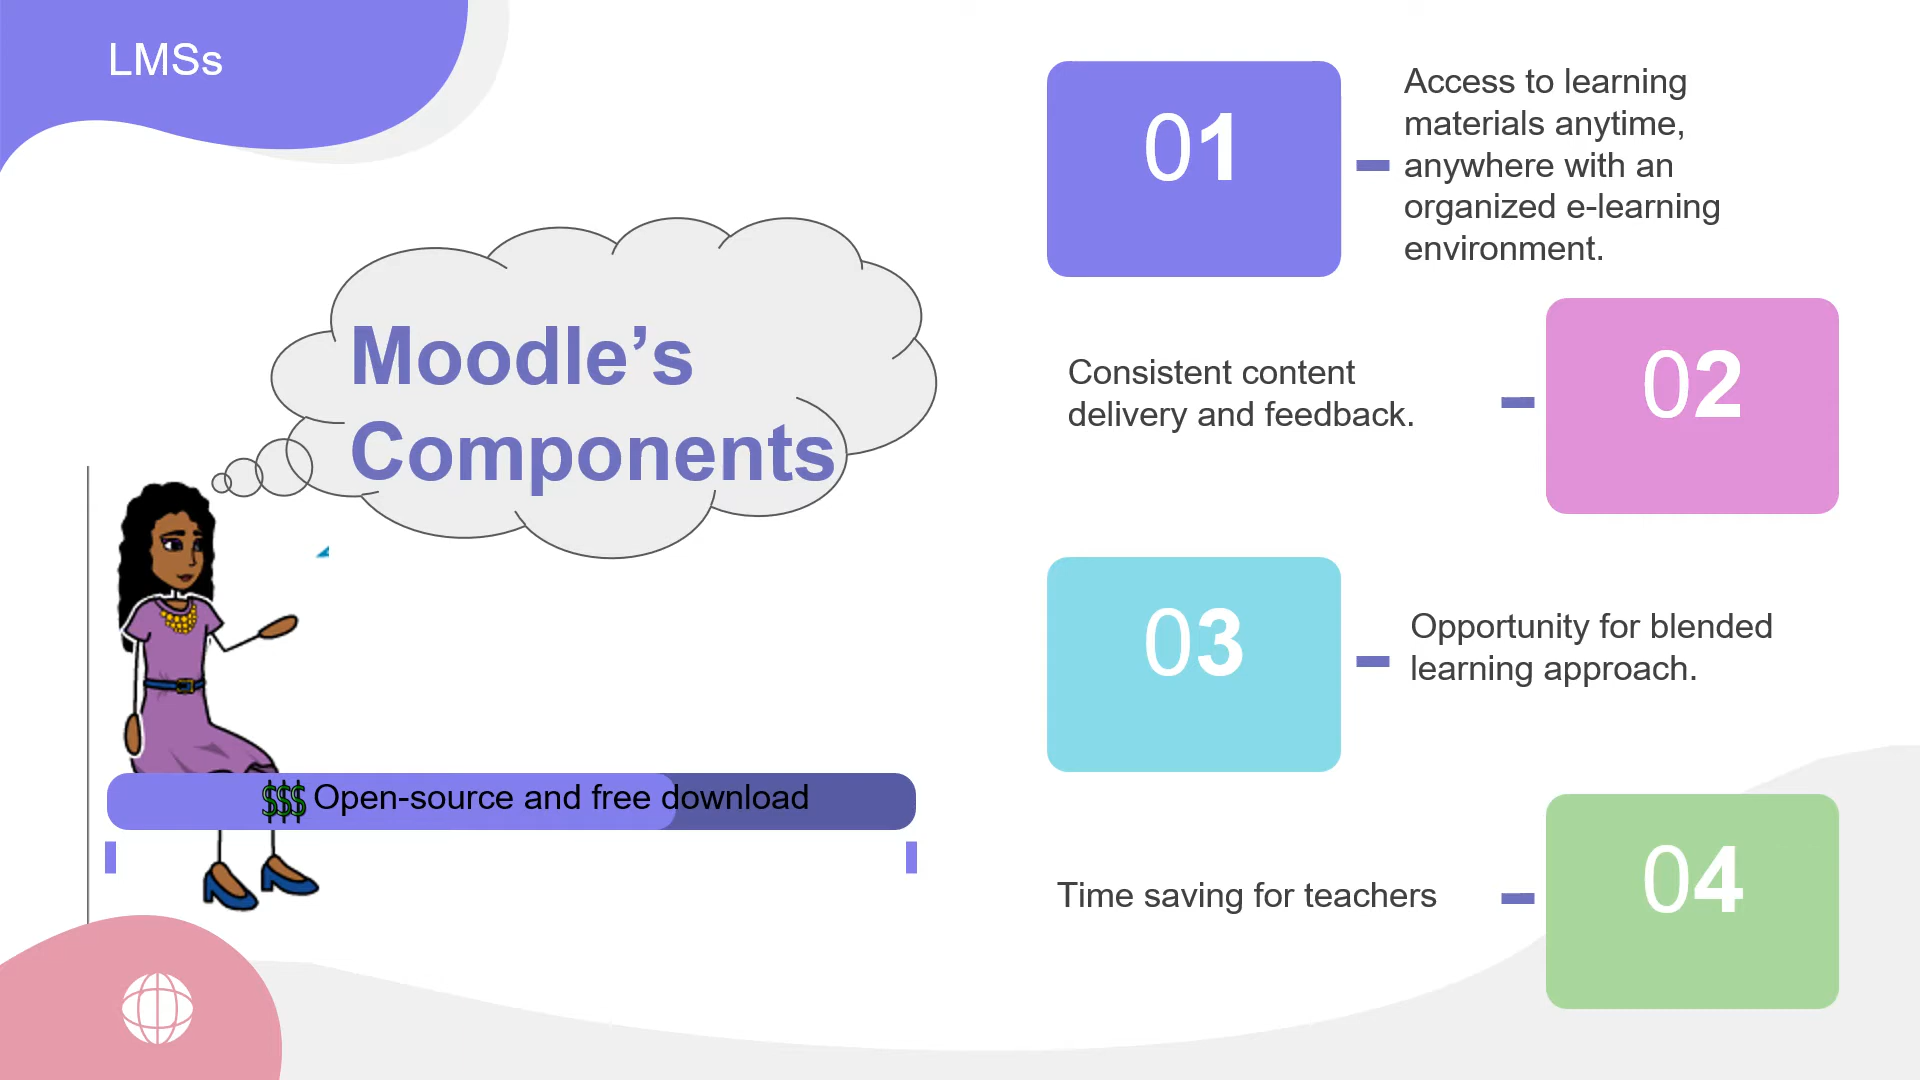 LMSs
Moodle’s
Components
$$$ Open-source and free download
01
Access to learning
materials anytime,
anywhere with an
organized e-learning
environment.
02
Consistent content
delivery and feedback.
03
Opportunity for blended
learning approach.
04
Time saving for teachers